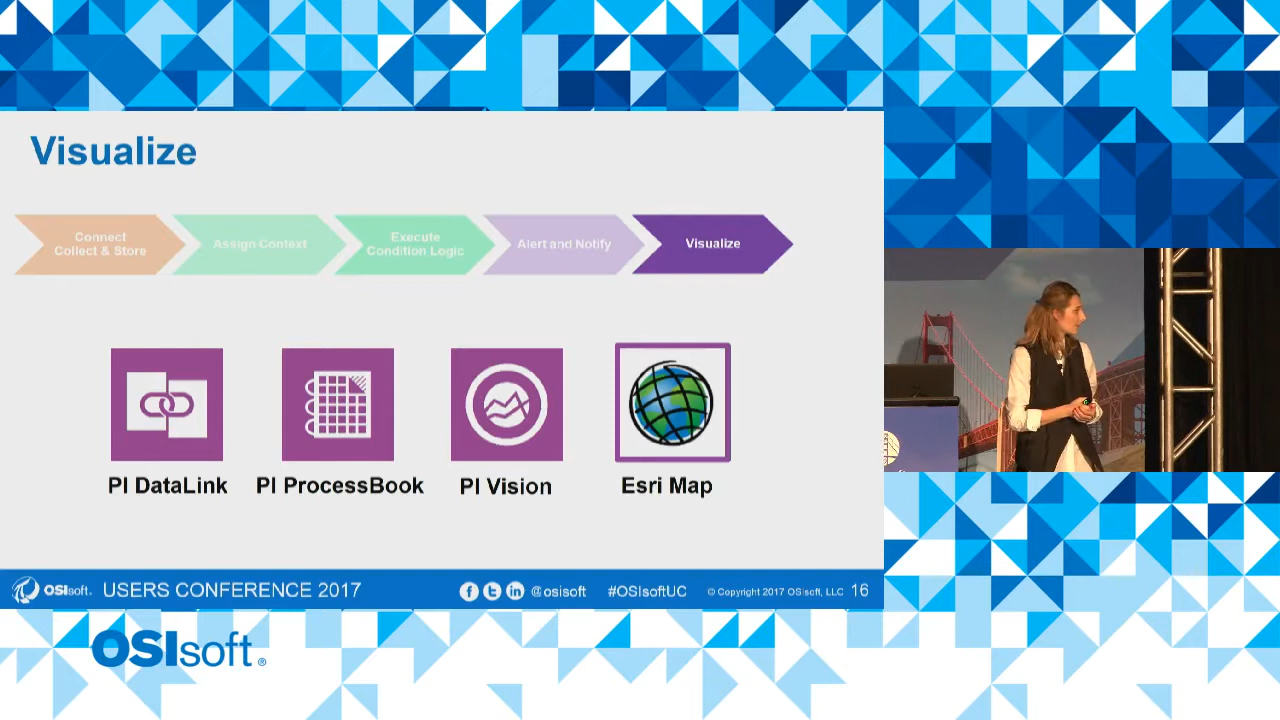 Visualize
Connect
Collect & Store
Assign Context
Execute
Condition Logic
Alert and Notify
Visualize
PI DataLink
PI ProcessBook
PI Vision
Esri Map
OSIsoft. USERS CONFERENCE 2017
@osisoft
#OSIsoftUC
© Copyright 2017 OSIsoft, LLC
16
OSIsoft®